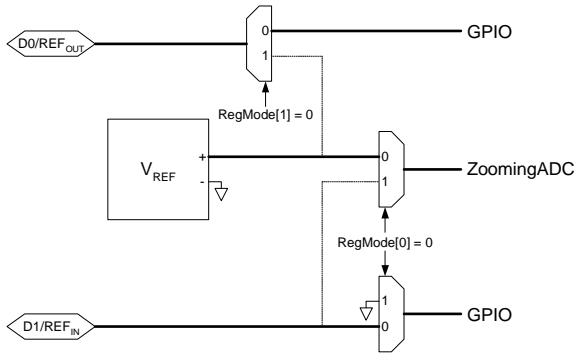 0
GPIO
D0/REF_OUT
1
RegMode[1] = 0
V_REF
+
-
0
1
ZoomingADC
RegMode[0] = 0
1
0
GPIO
D1/REF_IN